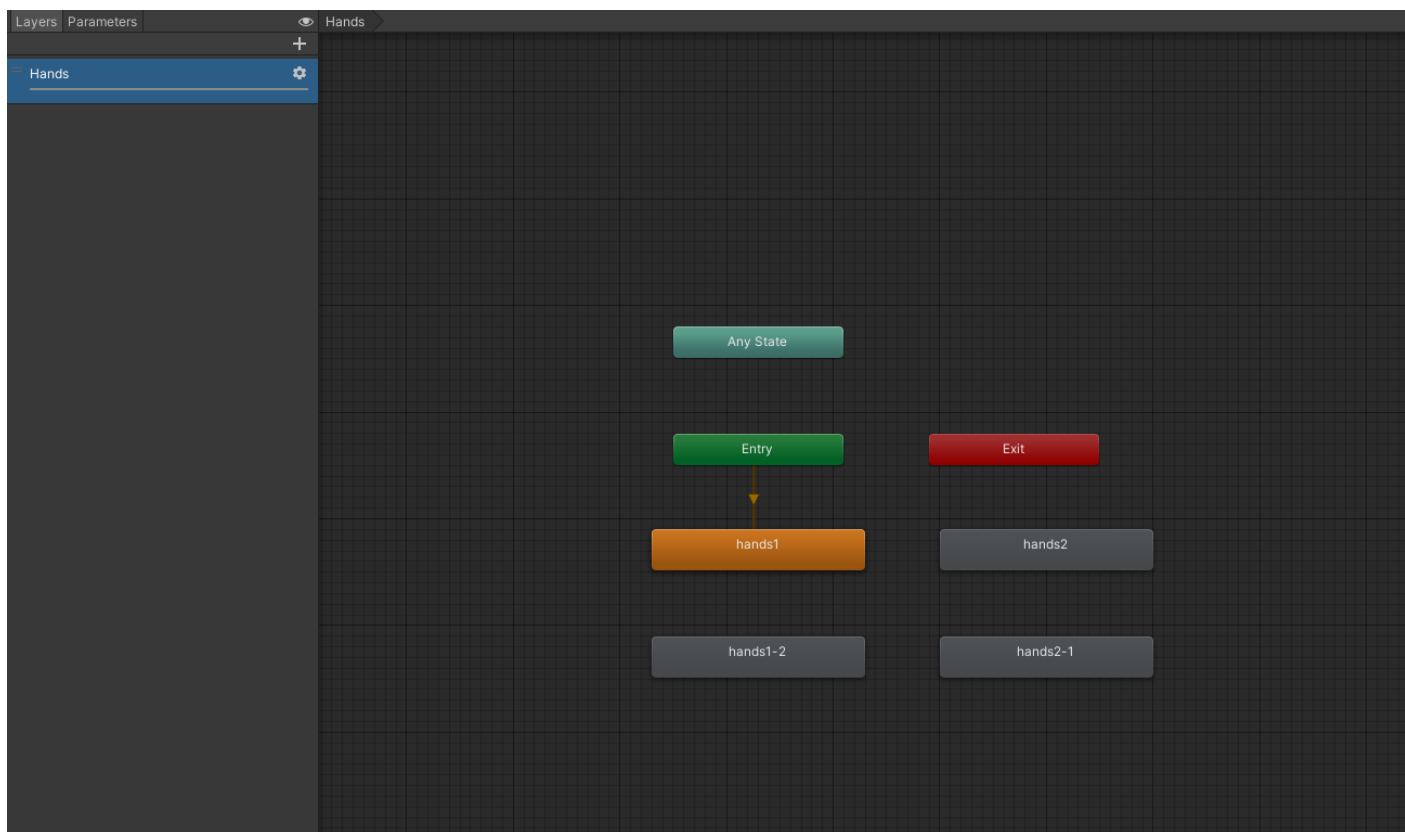 Layers Parameters
Hands
Hands
Any State
Entry
Exit
hands1
hands2
hands1-2
hands2-1